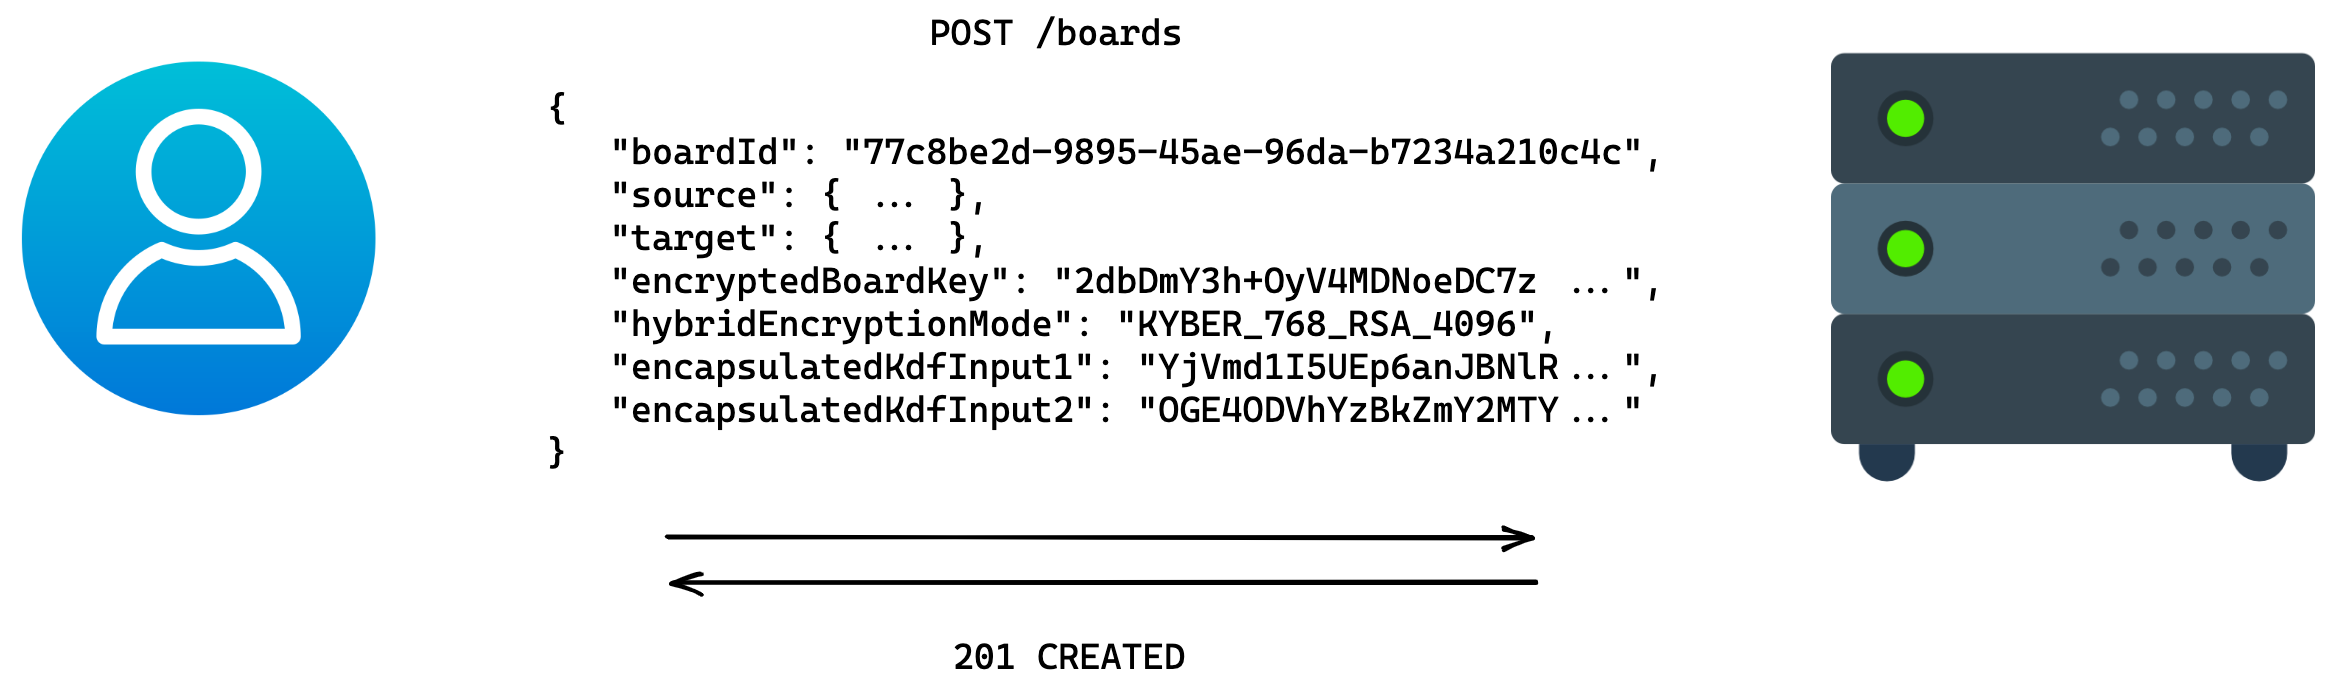 POST /boards
{
"boardId": "77c8be2d-9895-45ae-96da-b7234a210c4c",
"source": { ... },
"target": { ... },
"encryptedBoardKey": "2dbDmY3h+OyV4MDNoeDC7z ...",
"hybridEncryptionMode": "KYBER_768_RSA_4096",
"encapsulatedKdfInput1": "YjVmd1I5UEp6anJBNlR ...",
"encapsulatedKdfInput2": "OGE4ODVhYzBkZmY2MTY ..."
}
201 CREATED